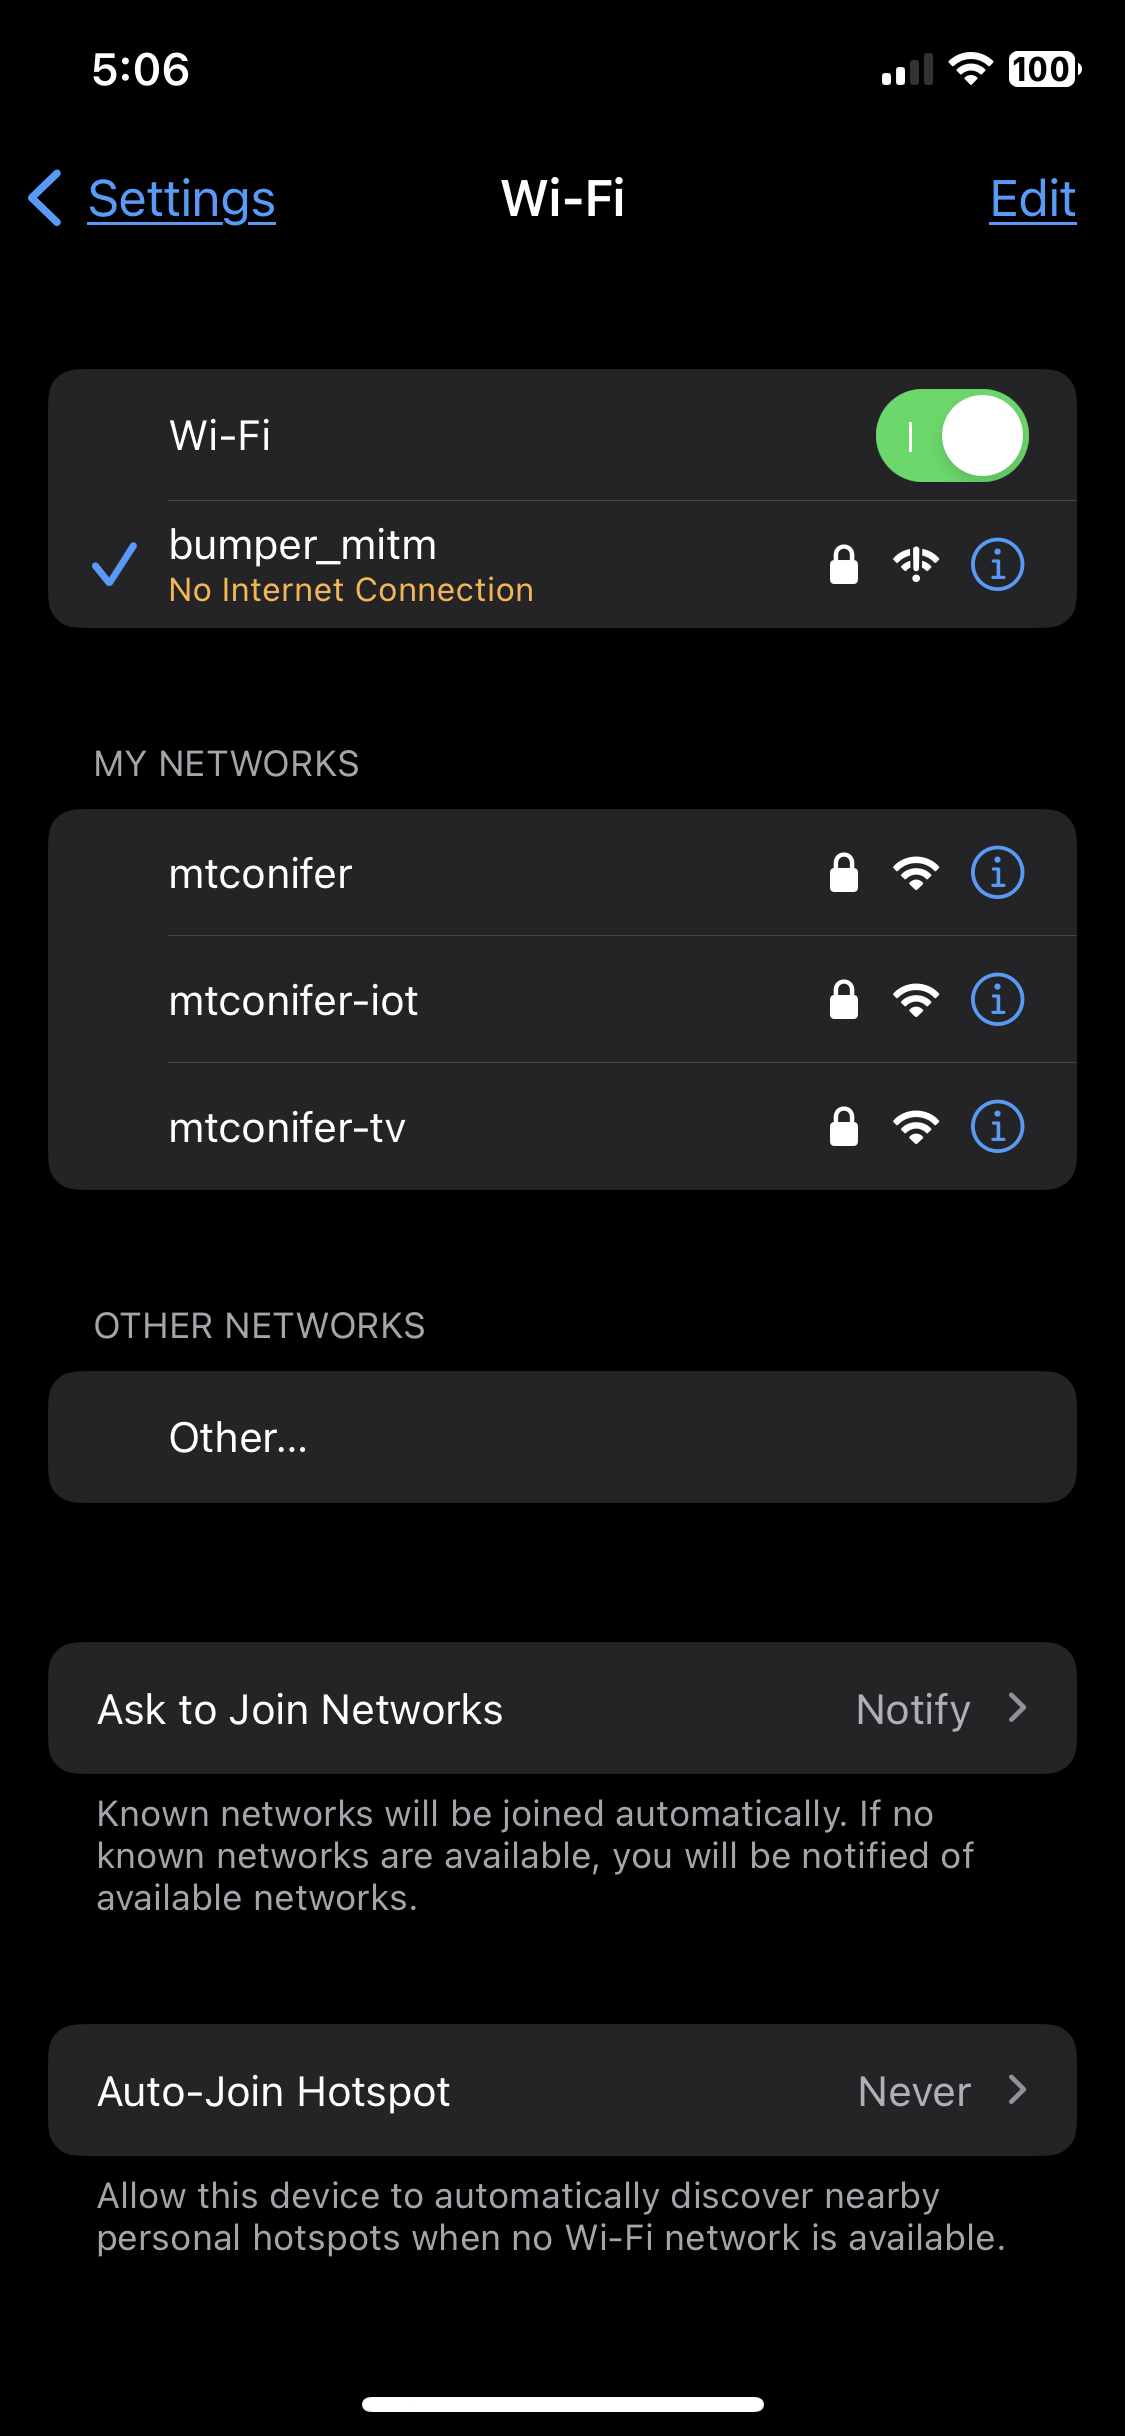 5:06
100
Settings
Wi-Fi
Edit
Wi-Fi
bumper_mitm
No Internet Connection
MY NETWORKS
mtconifer
mtconifer-iot
mtconifer-tv
OTHER NETWORKS
Other...
Ask to Join Networks
Notify
Known networks will be joined automatically. If no
known networks are available, you will be notified of
available networks.
Auto-Join Hotspot
Never
Allow this device to automatically discover nearby
personal hotspots when no Wi-Fi network is available.